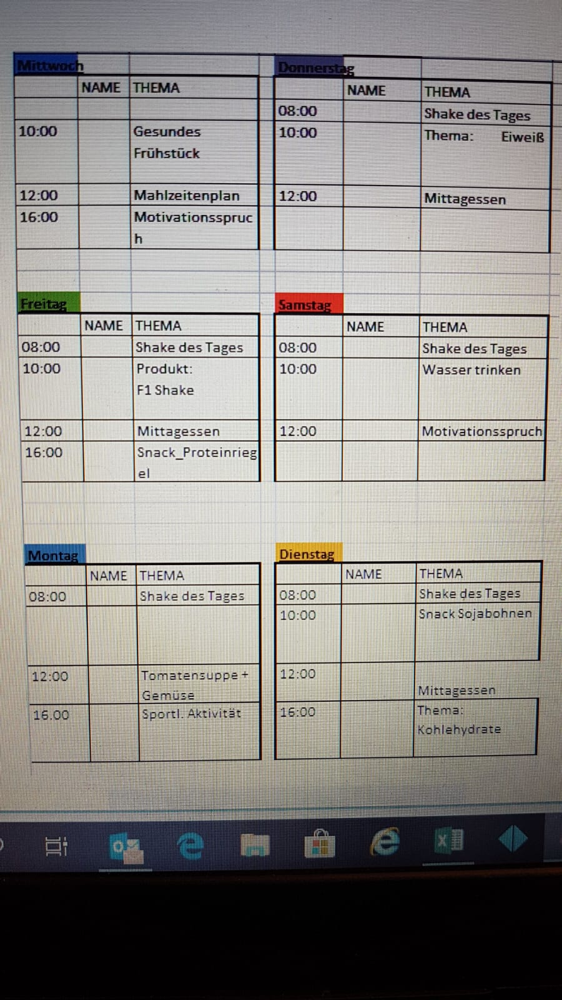 Mittwoch
NAME THEMA
10:00 Gesundes
Frühstück
12:00 Mahlzeitenplan
16:00 Motivationsspruc
h
Donnerstag
NAME THEMA
08:00 Shake des Tages
10:00 Thema: Eiweiß
12:00 Mittagessen
Freitag
NAME THEMA
08:00 Shake des Tages
10:00 Produkt:
F1 Shake
12:00 Mittagessen
16:00 Snack_Proteinrieg
el
Samstag
NAME THEMA
08:00 Shake des Tages
10:00 Wasser trinken
12:00 Motivationsspruch
Montag
NAME THEMA
08:00 Shake des Tages
12:00 Tomatensuppe +
Gemüse
16.00 Sportl. Aktivität
Dienstag
NAME THEMA
08:00 Shake des Tages
10:00 Snack Sojabohnen
12:00
Mittagessen
16:00 Thema:
Kohlehydrate